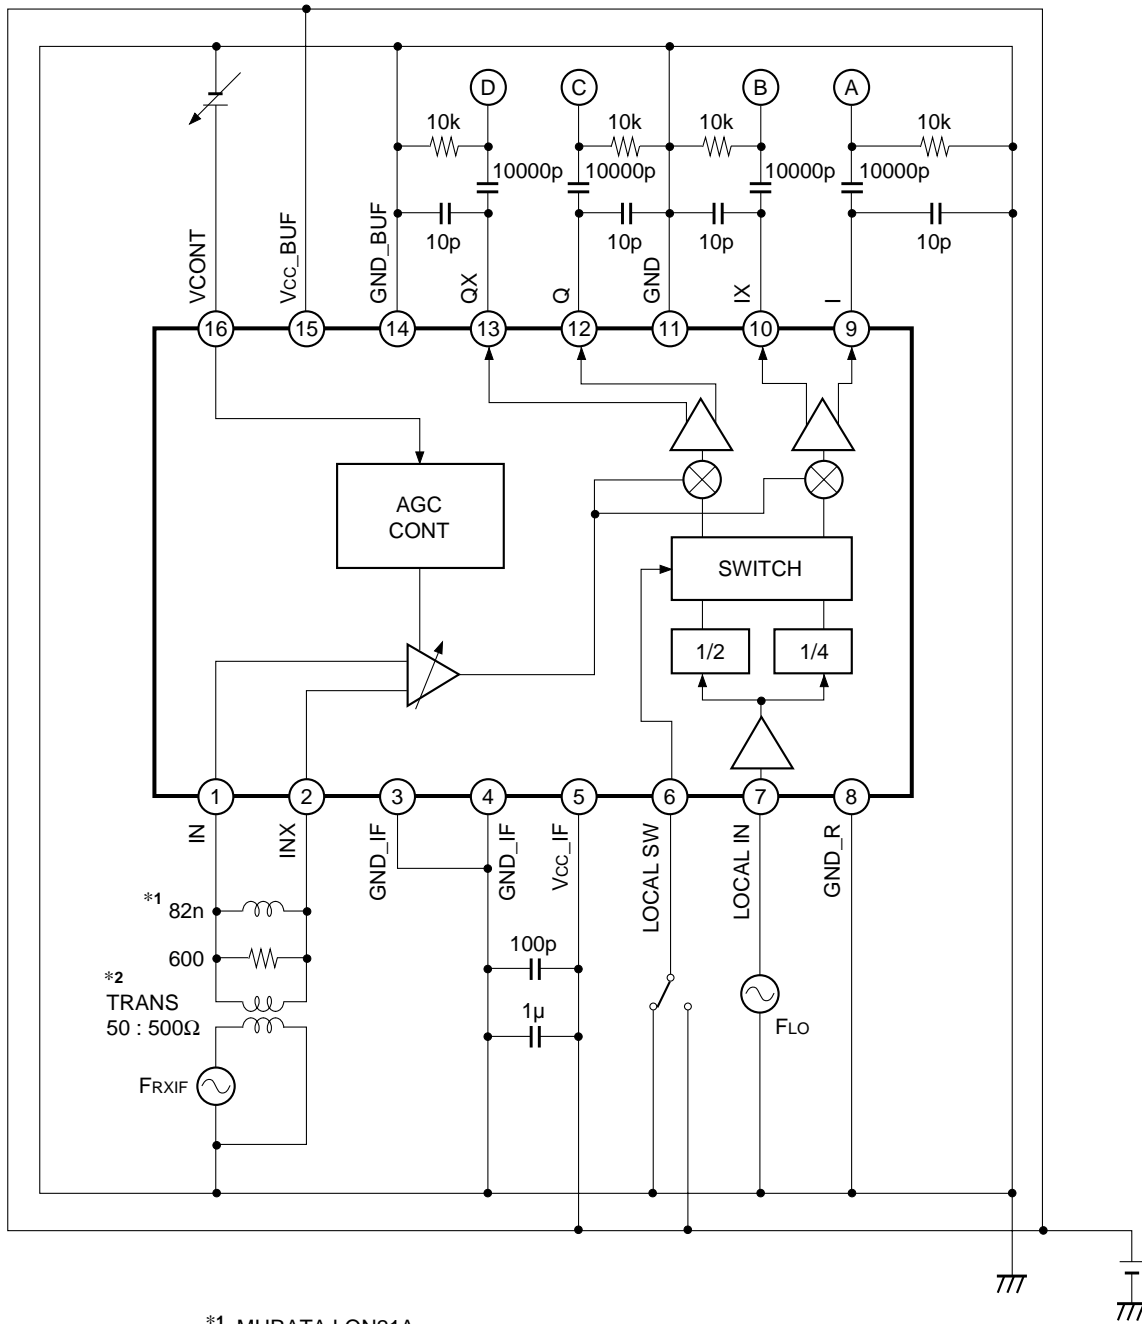 D C B A
10k 10k 10k 10k
10000p 10000p 10000p 10000p
10p 10p 10p 10p
VCONT
Vcc_BUF
GND_BUF
QX
Q
GND
IX
I
16 15 14 13 12 11 10 9
AGC
CONT
SWITCH
1/2 1/4
1 2 3 4 5 6 7 8
IN
INX
GND_IF
GND_IF
Vcc_IF
LOCAL SW
LOCAL IN
GND_R
*1 82n
600
*2
TRANS
50 : 500Ω
100p
1µ
FLO
FRXIF
*1